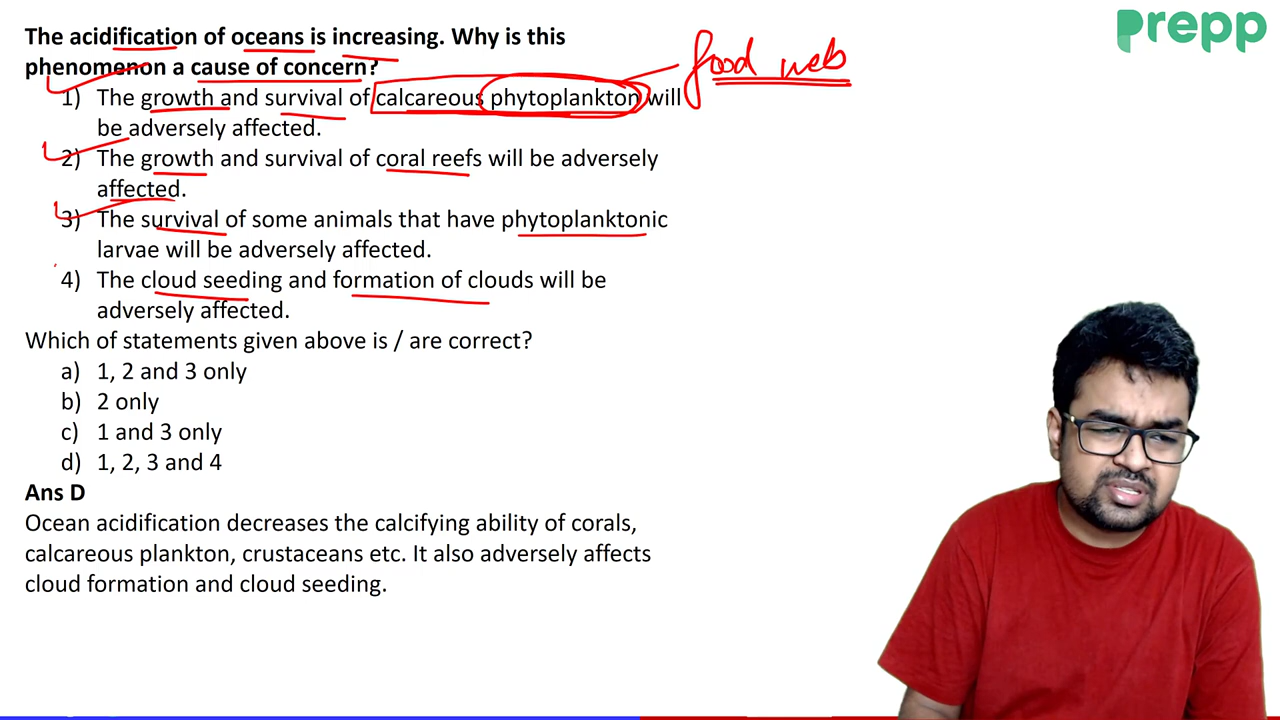 prepp
The acidification of oceans is increasing. Why is this
phenomenon a cause of concern?
food web
1) The growth and survival of calcareous phytoplankton will
be adversely affected.
2) The growth and survival of coral reefs will be adversely
affected.
3) The survival of some animals that have phytoplanktonic
larvae will be adversely affected.
4) The cloud seeding and formation of clouds will be
adversely affected.
Which of statements given above is / are correct?
a) 1, 2 and 3 only
b) 2 only
c) 1 and 3 only
d) 1, 2, 3 and 4
Ans D
Ocean acidification decreases the calcifying ability of corals,
calcareous plankton, crustaceans etc. It also adversely affects
cloud formation and cloud seeding.